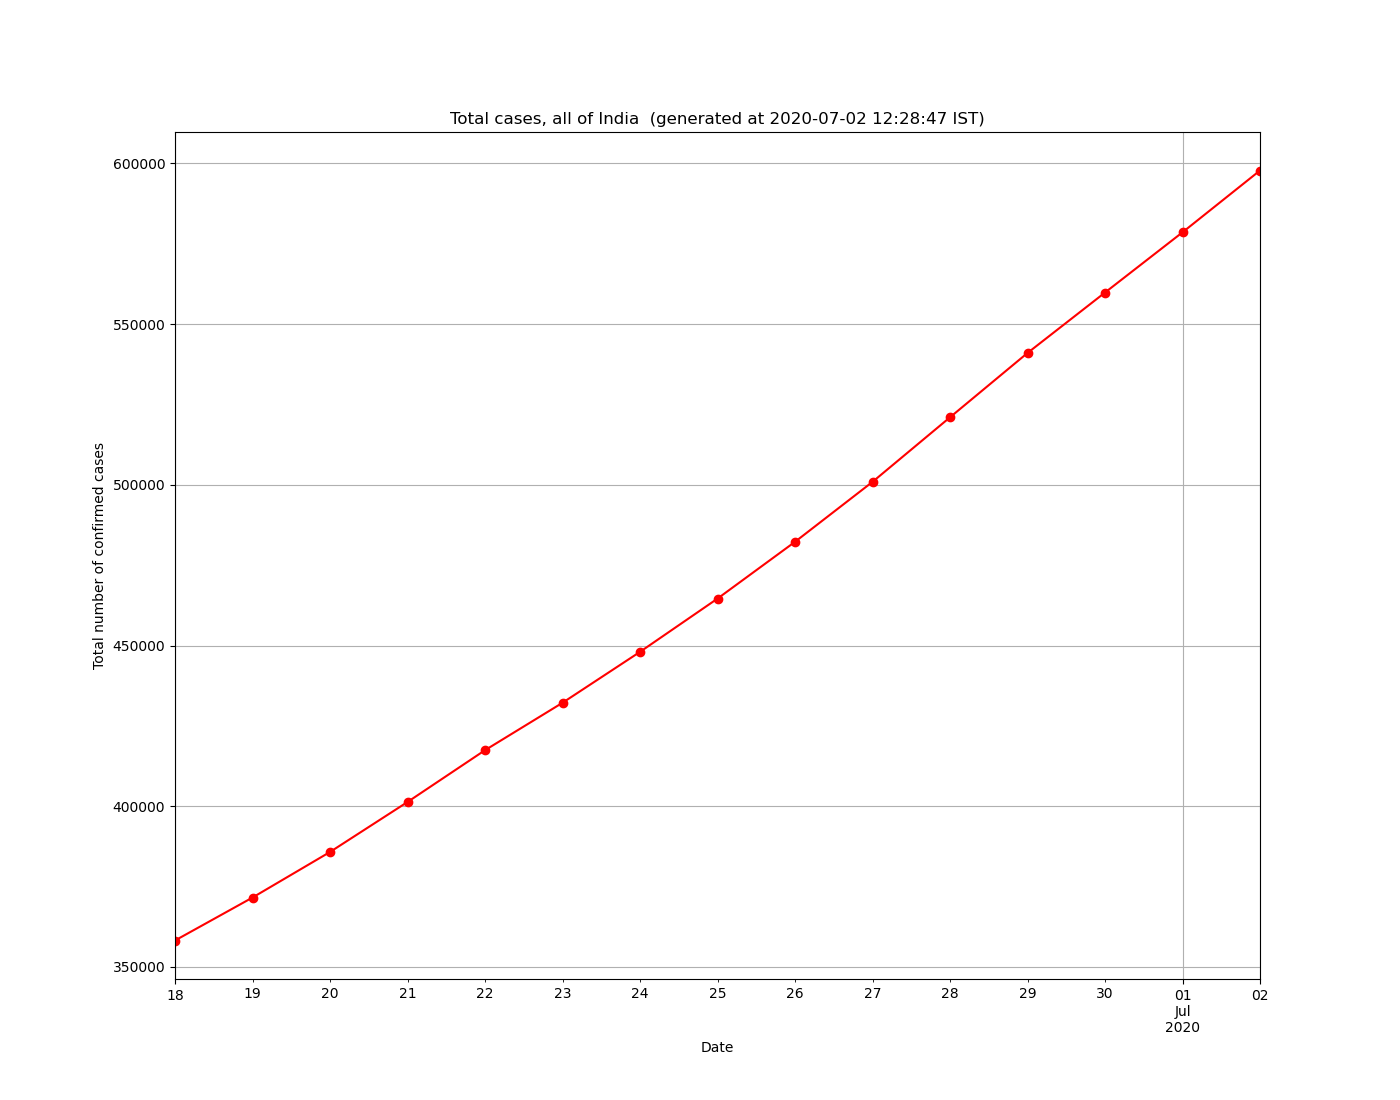 Total cases, all of India  (generated at 2020-07-02 12:28:47 IST)
Total number of confirmed cases
600000
550000
500000
450000
400000
350000
18 19 20 21 22 23 24 25 26 27 28 29 30 01 02
Jul
2020
Date